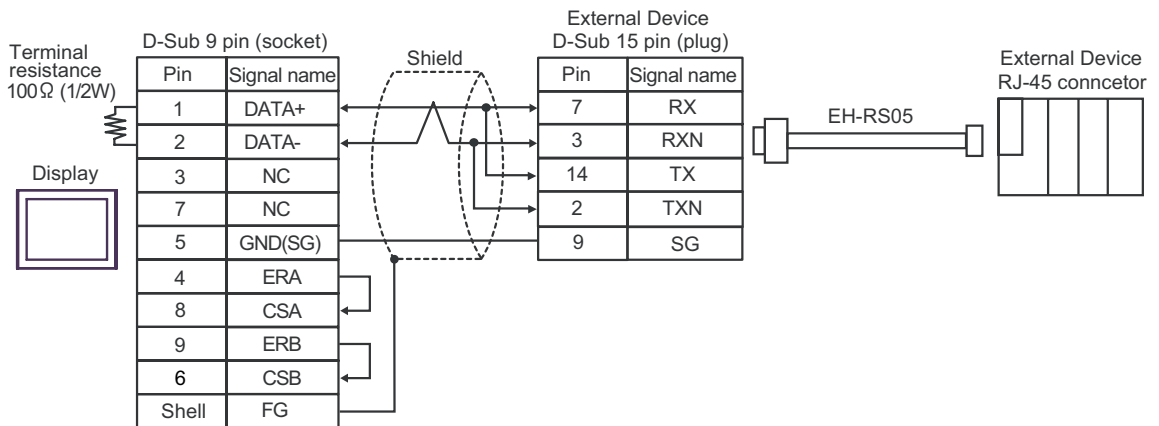 Terminal
resistance
100Ω (1/2W)
Display
D-Sub 9 pin (socket)
Pin Signal name
1 DATA+
2 DATA-
3 NC
7 NC
5 GND(SG)
4 ERA
8 CSA
9 ERB
6 CSB
Shell FG
Shield
External Device
D-Sub 15 pin (plug)
Pin Signal name
7 RX
3 RXN
14 TX
2 TXN
9 SG
EH-RS05
External Device
RJ-45 conncetor